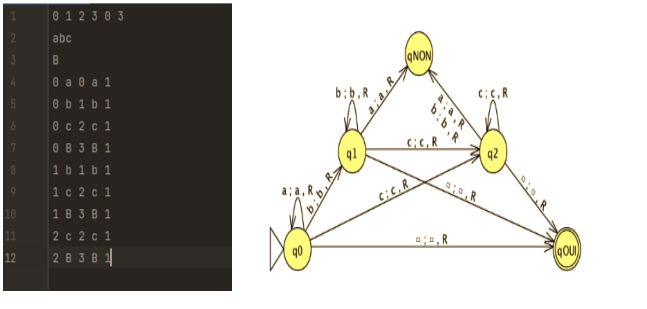 1 0 1 2 3 0 3
2 abc
3 B
4 0 a 0 a 1
5 0 b 1 b 1
6 0 c 2 c 1
7 0 B 3 B 1
8 1 b 1 b 1
9 1 c 2 c 1
10 1 B 3 B 1
11 2 c 2 c 1
12 2 B 3 B 1
qNON
b;b,R
a;a,R
a;a,R
b;b,R
c;c,R
q1
c;c,R
q2
a;a,R
b;b,R
c;c,R
□;□,R
□;□,R
q0
□;□,R
qOUI